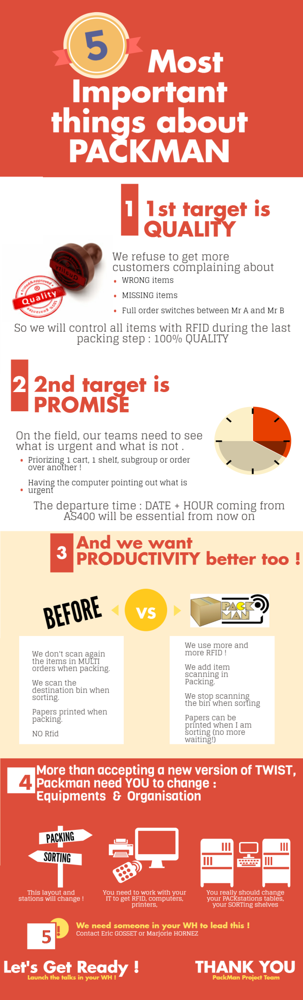 5
Most
Important
things about
PACKMAN
1 1st target is
QUALITY
We refuse to get more
customers complaining about
WRONG items
MISSING items
Full order switches between Mr A and Mr B
tested&approved
Quality
100% guaranteed
Quality
So we will control all items with RFID during the last
packing step : 100% QUALITY
2 2nd target is
PROMISE
On the field, our teams need to see
what is urgent and what is not .
Priorizing 1 cart, 1 shelf, subgroup or order
over another !
Having the computer pointing out what is
urgent
The departure time : DATE + HOUR coming from
AS400 will be essential from now on
3 And we want
PRODUCTIVITY better too !
BEFORE
VS
PACK
MAN
We don't scan again
the items in MULTI
orders when packing.
We scan the
destination bin when
sorting.
Papers printed when
packing.
NO Rfid
We use more and
more RFID !
We add item
scanning in
Packing.
We stop scanning
the bin when sorting
Papers can be
printed when I am
sorting (no more
waiting!)
4 More than accepting a new version of TWIST,
Packman need YOU to change :
Equipments & Organisation
PACKING
SORTING
This layout and
stations will change !
You need to work with your
IT to get RFID, computers,
printers,
You really should change
your PACKstations tables,
your SORTing shelves
5 !
We need someone in your WH to lead this !
Contact Eric GOSSET or Marjorie HORNEZ
Let's Get Ready !
Launch the talks in your WH !
THANK YOU
PackMan Project Team